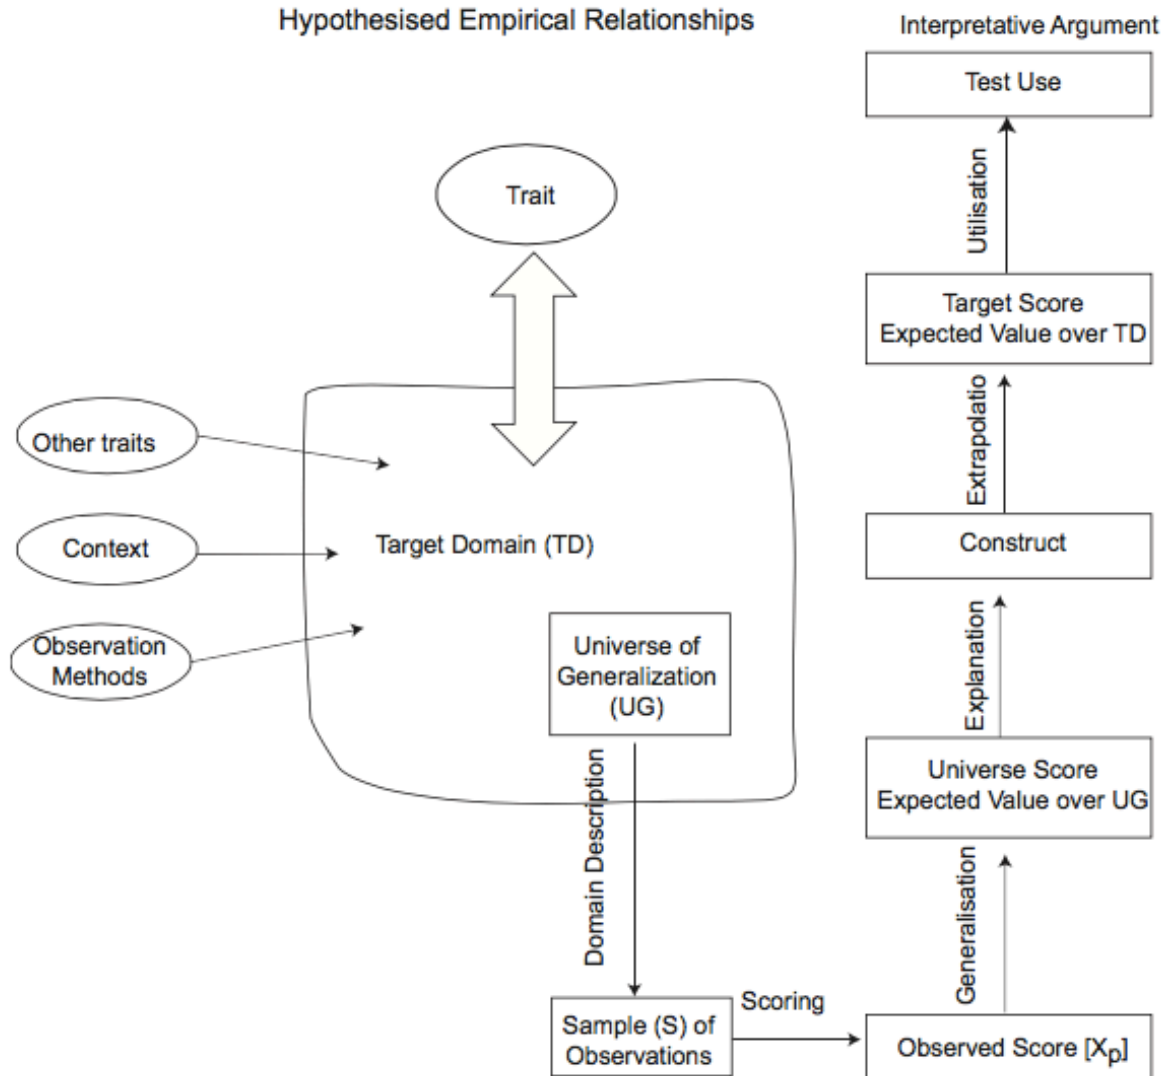 Hypothesised Empirical Relationships
Interpretative Argument
Test Use
Utilisation
Trait
Target Score
Expected Value over TD
Extrapolatio
Other traits
Context
Target Domain (TD)
Construct
Observation
Methods
Universe of
Generalization
(UG)
Explanation
Universe Score
Expected Value over UG
Domain Description
Generalisation
Scoring
Sample (S) of
Observations
Observed Score [Xp]